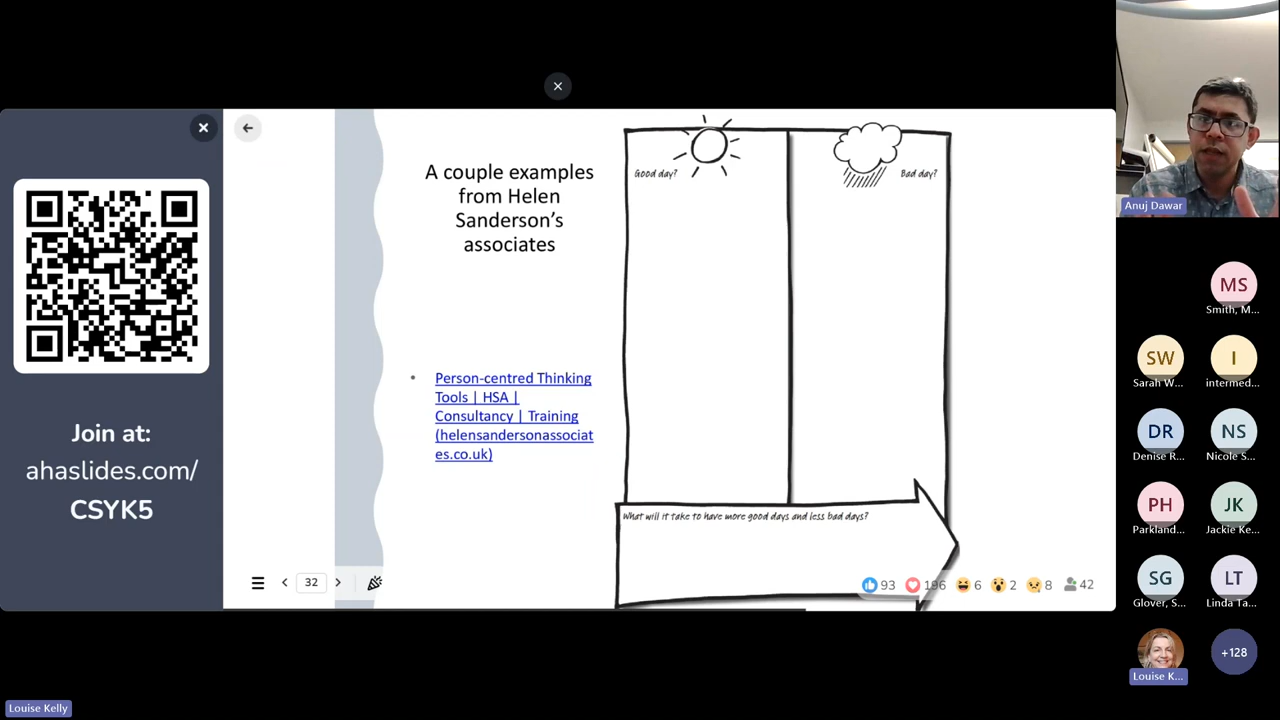 Join at:
ahaslides.com/
CSYK5
A couple examples
from Helen
Sanderson's
associates
• Person-centred Thinking
Tools | HSA |
Consultancy | Training
(helensandersonassociat
es.co.uk)
Good day?
Bad day?
What will it take to have more good days and less bad days?
32
93
196
6
2
8
42
Anuj Dawar
MS
Smith, M...
SW
Sarah W...
I
intermed...
DR
Denise R...
NS
Nicole S...
PH
Parkland...
JK
Jackie Ke...
SG
Glover, S...
LT
Linda Ta...
Louise K...
+128
Louise Kelly